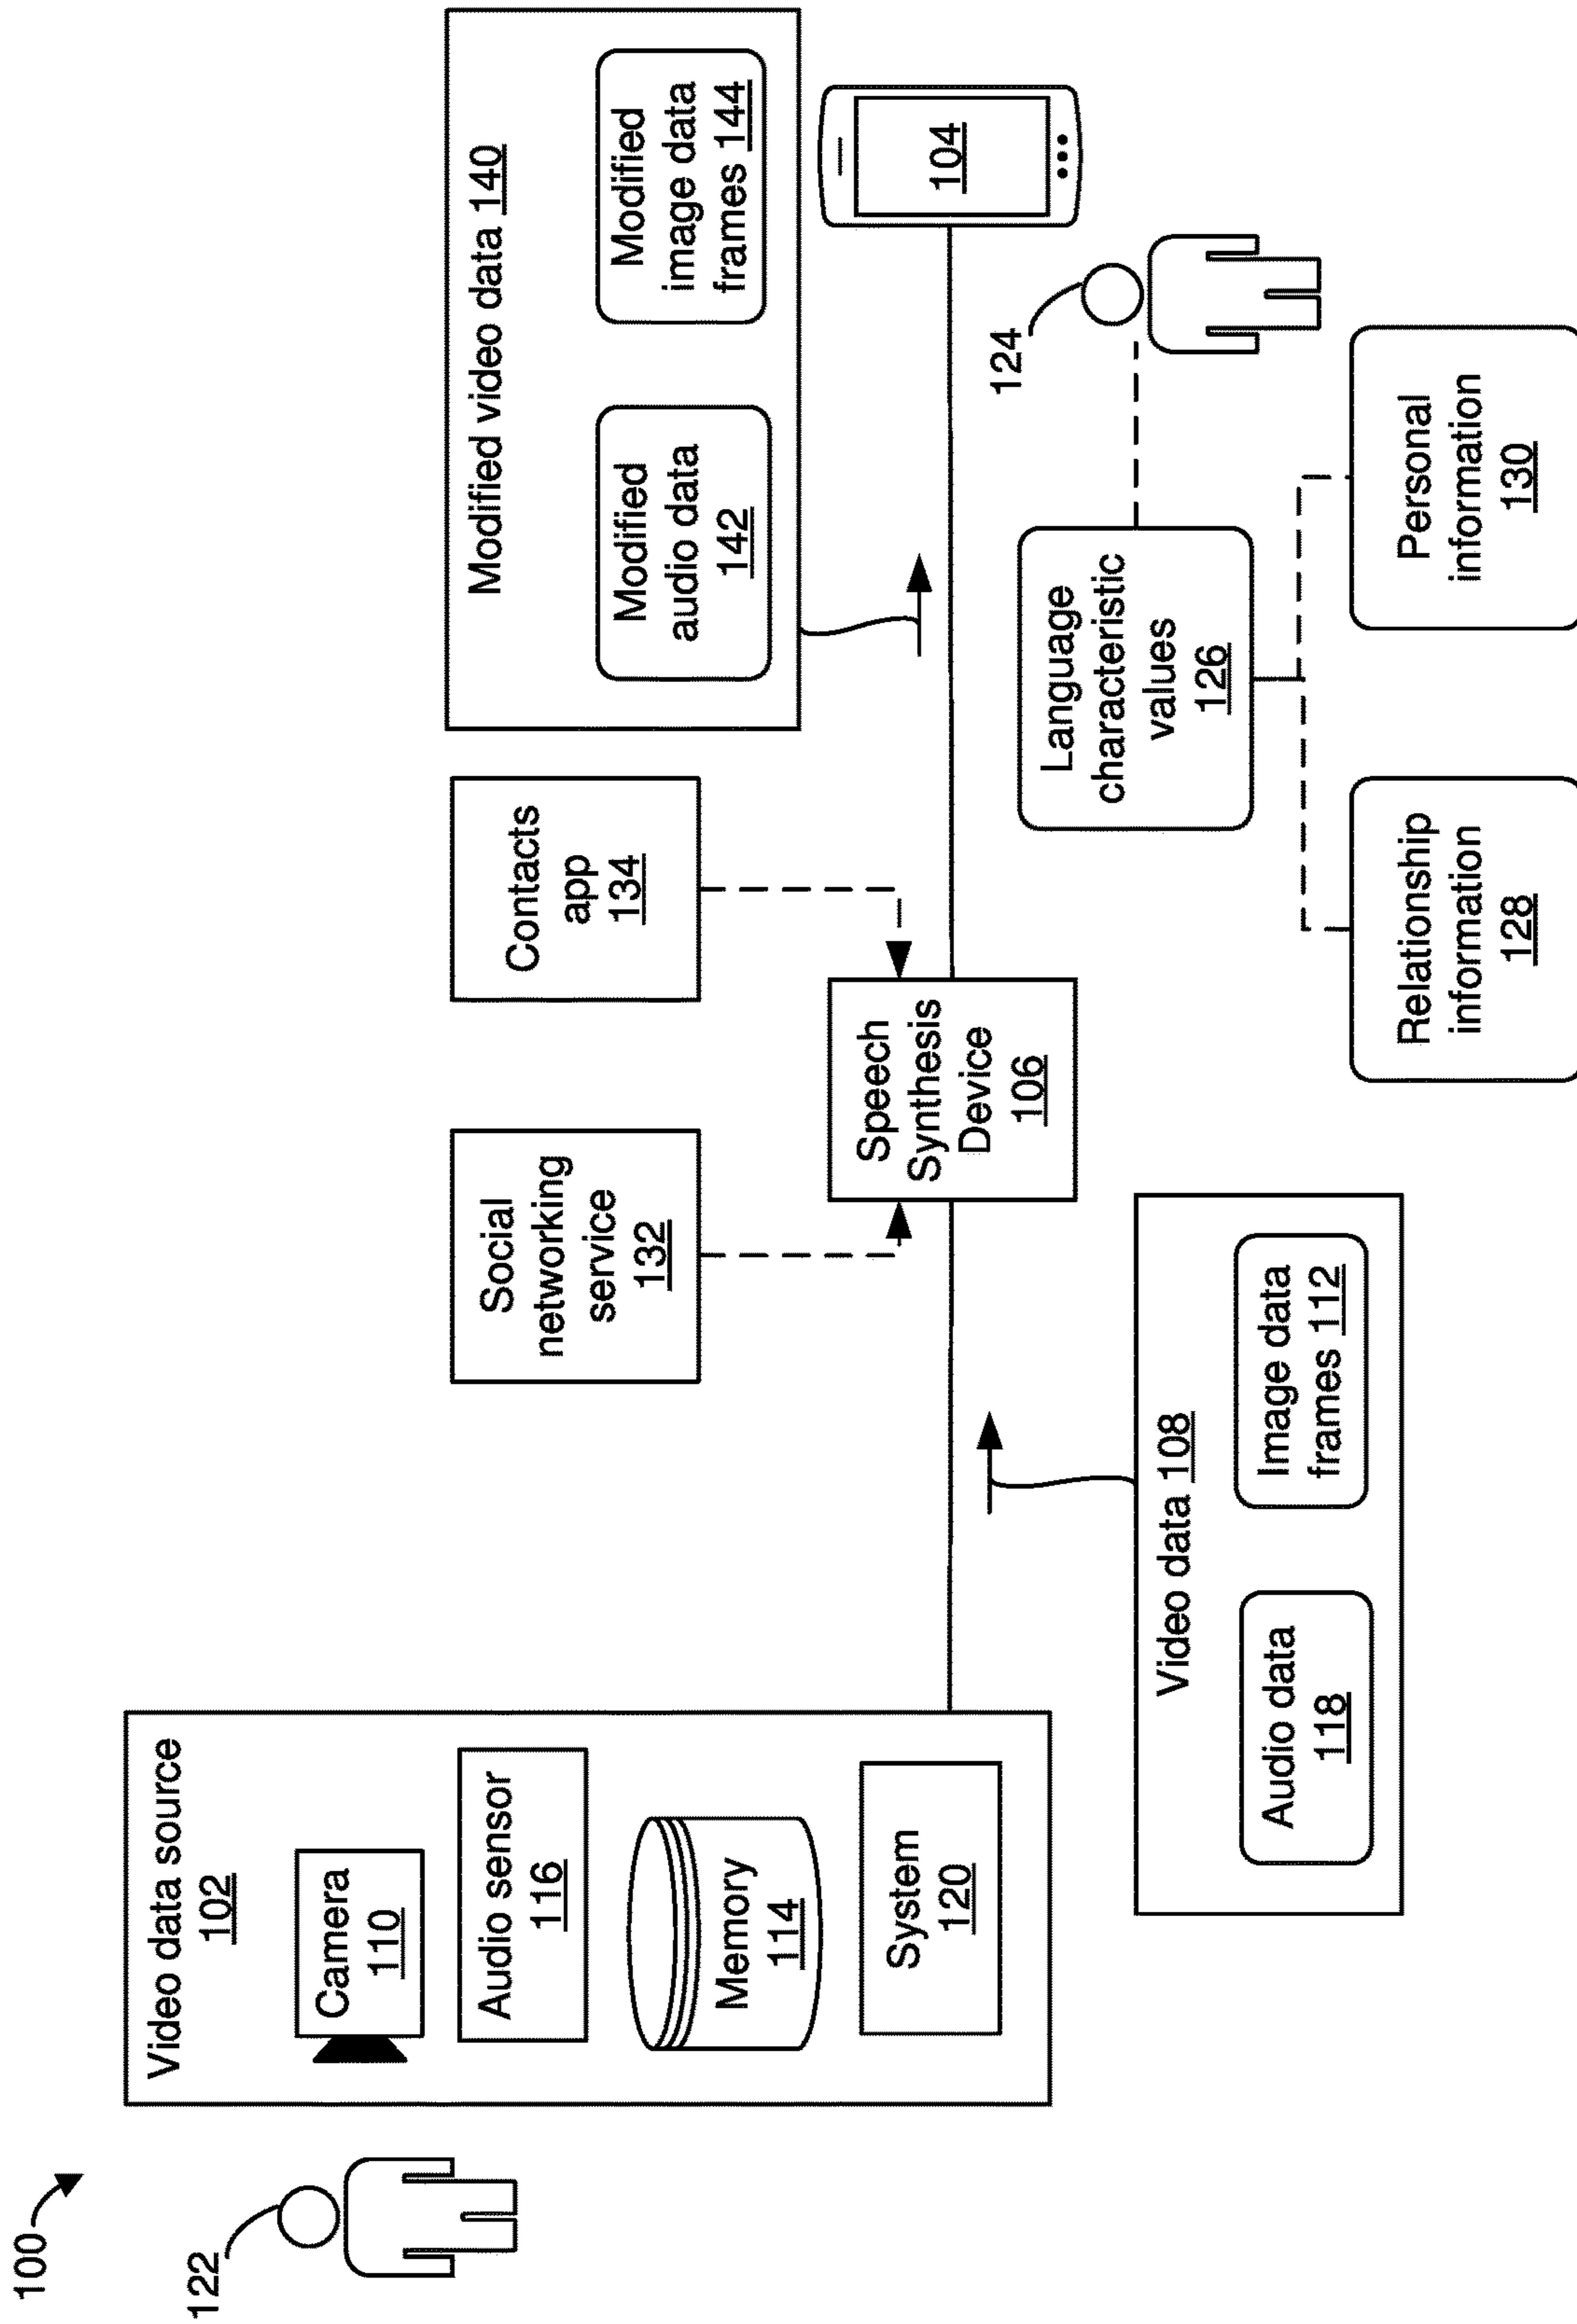 100
122
Video data source
102
Camera
110
Audio sensor
116
Memory
114
System
120
Social
networking
service
132
Contacts
app
134
Modified video data 140
Modified
audio data
142
Modified
image data
frames 144
Speech
Synthesis
Device
106
104
Video data 108
Audio data
118
Image data
frames 112
124
Language
characteristic
values
126
Relationship
information
128
Personal
information
130